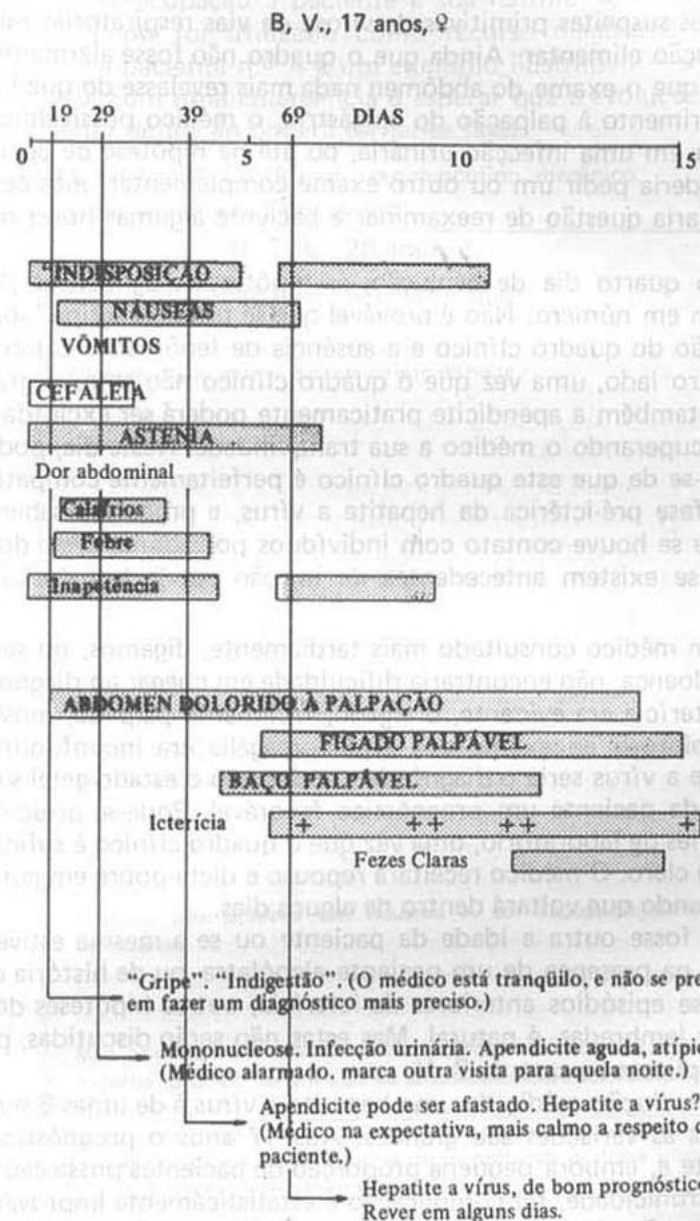 B, V., 17 anos, ♀
1º 2º 3º 6º DIAS
0 5 10 15
"INDISPOSIÇÃO
NÁUSEAS
VÔMITOS
CEFALEIA
ASTENIA
Dor abdominal
Calafrios
Febre
Inapetência
ABDOMEN DOLORIDO À PALPAÇÃO
FIGADO PALPÁVEL
BAÇO PALPÁVEL
Icterícia + + + + + + +
Fezes Claras
"Gripe". "Indigestão". (O médico está tranqüilo, e não se pre
em fazer um diagnóstico mais preciso.)
Mononucleose. Infecção urinária. Apendicite aguda, atípic
(Médico alarmado, marca outra visita para aquela noite.)
Apendicite pode ser afastado. Hepatite a vírus?
(Médico na expectativa, mais calmo a respeito d
paciente.)
Hepatite a vírus, de bom prognóstico
Rever em alguns dias.